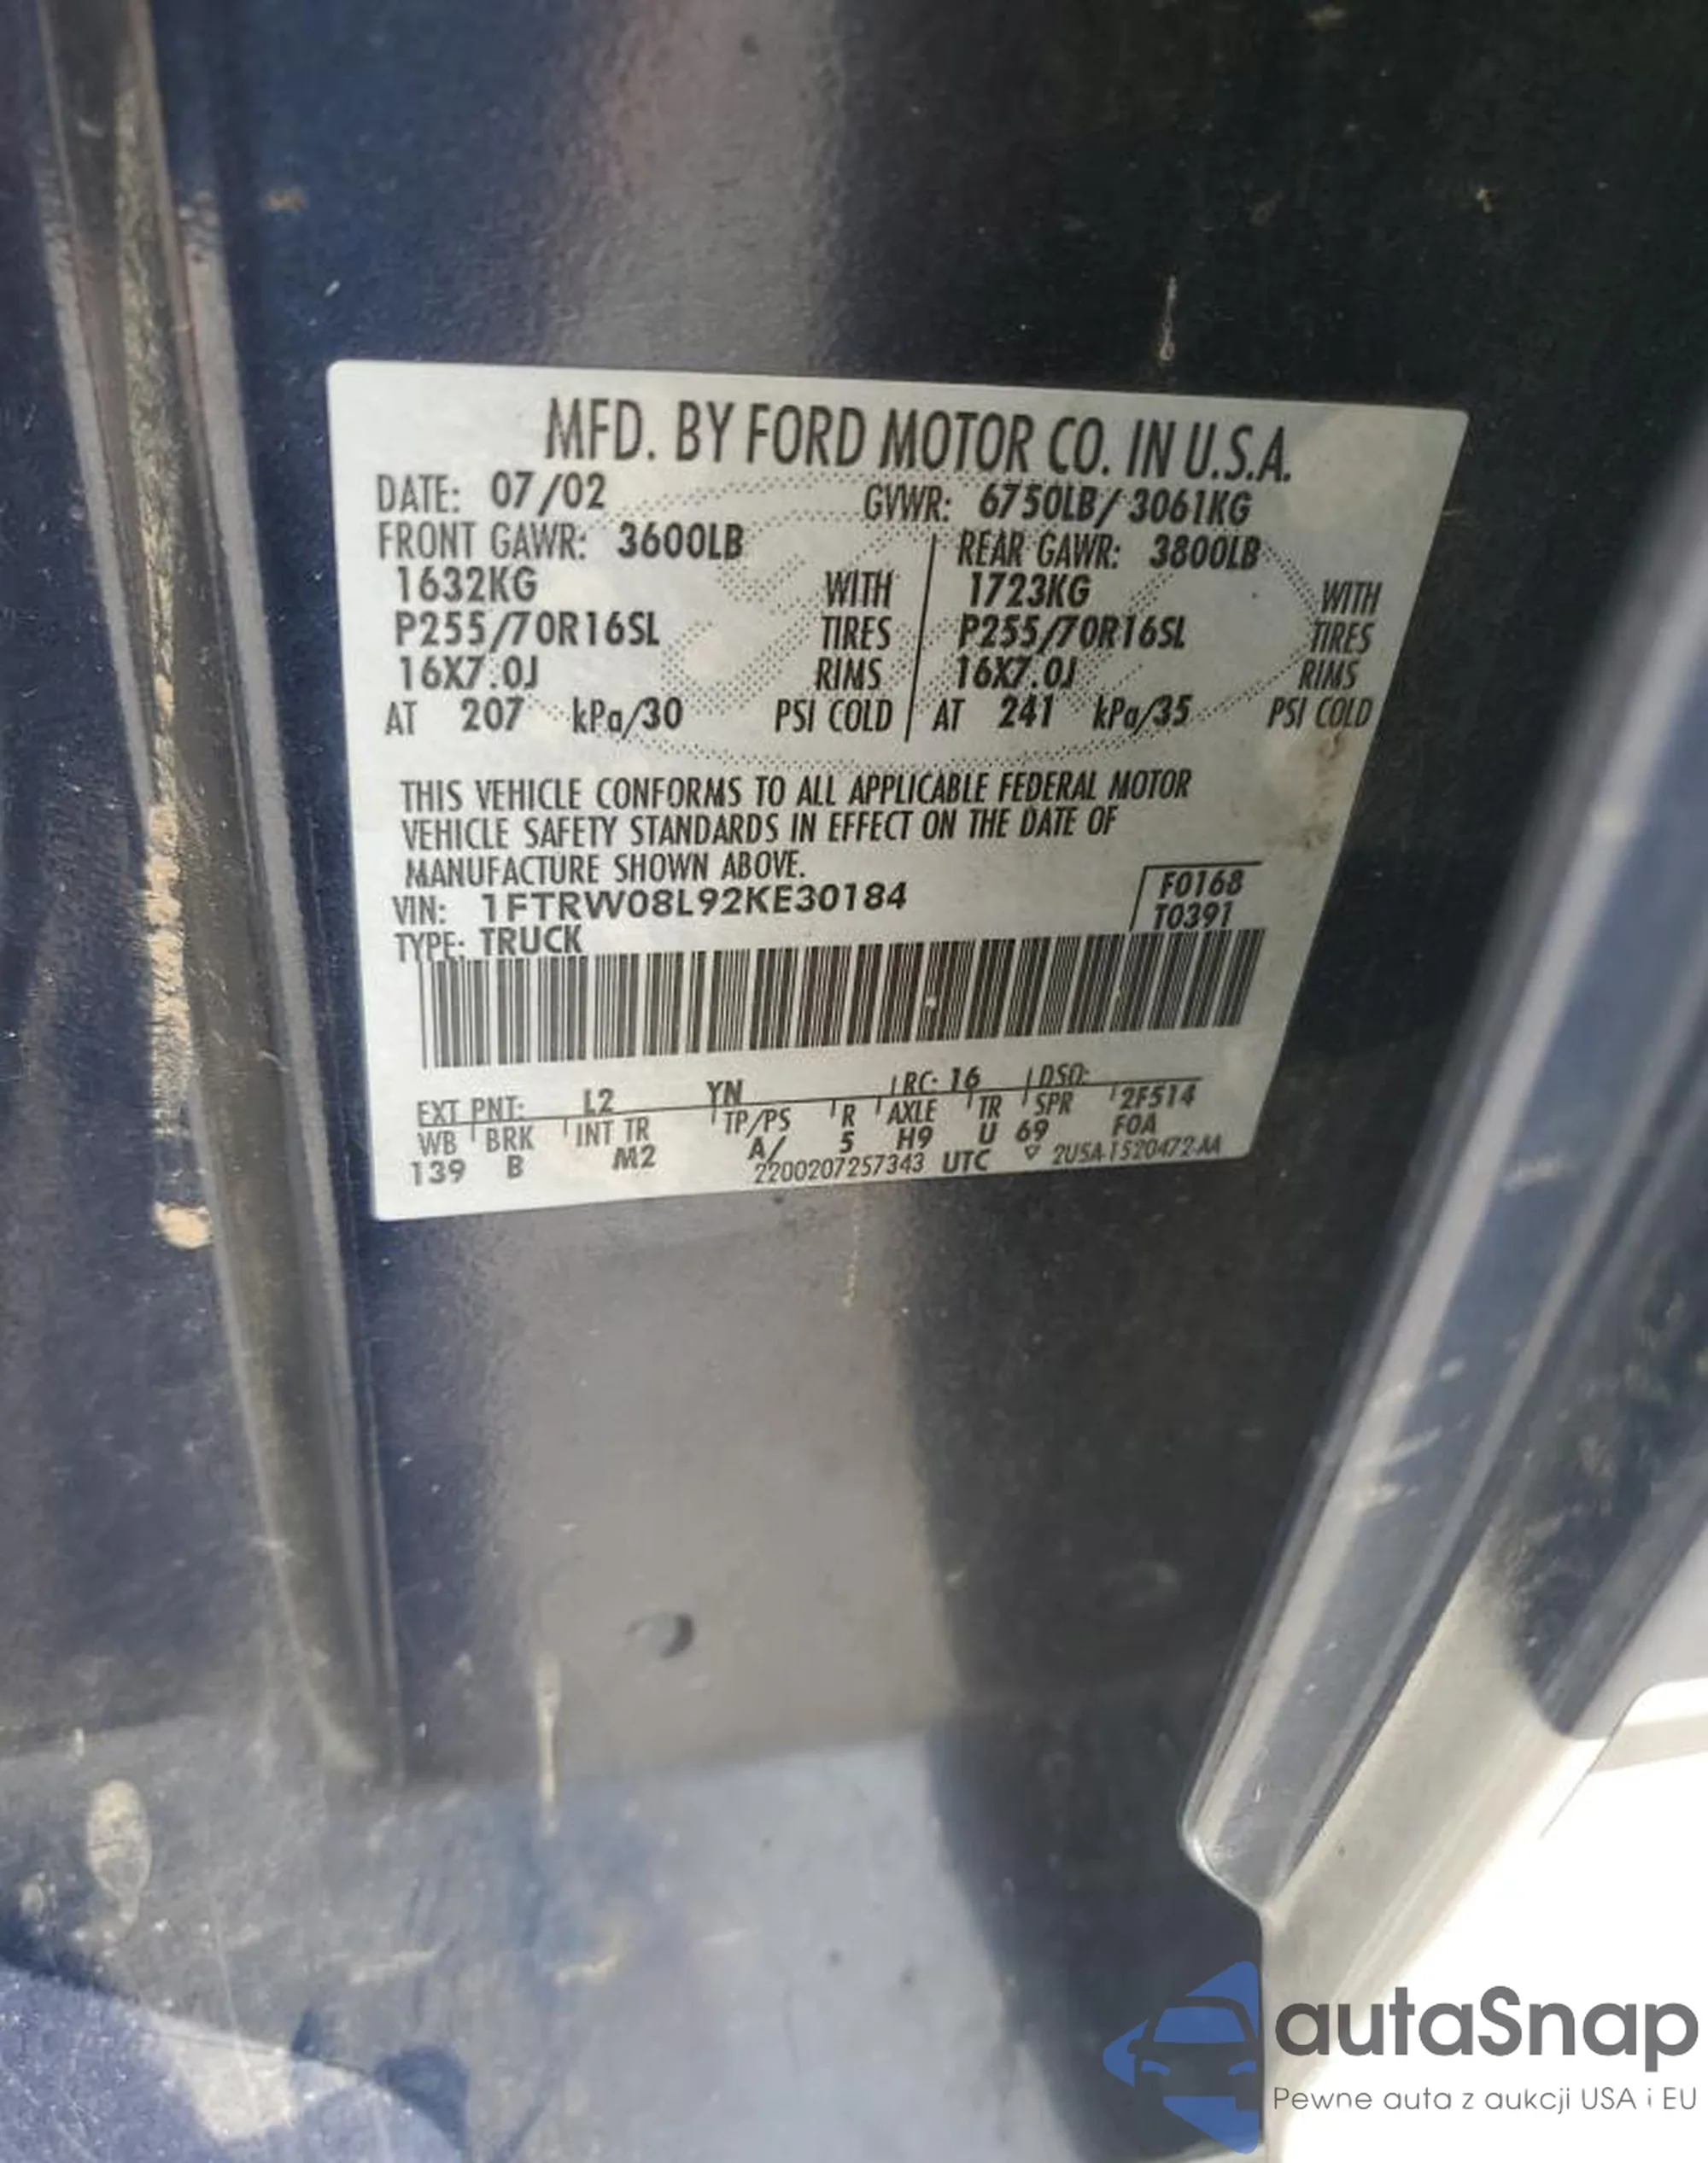 MFD. BY FORD MOTOR CO. IN U.S.A.
DATE: 07/02 GVWR: 6750LB/3061KG
FRONT GAWR: 3600LB REAR GAWR: 3800LB
1632KG WITH 1723KG WITH
P255/70R16SL TIRES P255/70R16SL TIRES
16X7.0J RIMS 16X7.0J RIMS
AT 207 kPa/30 PSI COLD AT 241 kPa/35 PSI COLD
THIS VEHICLE CONFORMS TO ALL APPLICABLE FEDERAL MOTOR
VEHICLE SAFETY STANDARDS IN EFFECT ON THE DATE OF
MANUFACTURE SHOWN ABOVE.
VIN: 1FTRW08L92KE30184 F0168
TYPE: TRUCK T0391
EXT PNT: L2 YN RC: 16 DSO:
WB BRK INT TR TP/PS R AXLE TR SPR 2F514
139 B M2 A/ 5 H9 U 69 FOA
2200207257343 UTC ▽ 2U5A-1520472-AA
autaSnap
Pewne auta z aukcji USA i EU